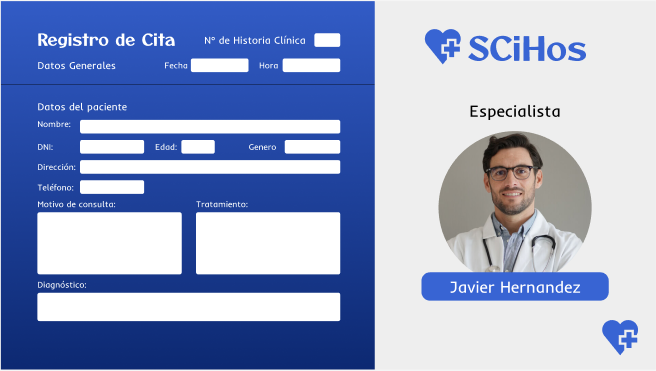 Registro de Cita
N° de Historia Clínica
Datos Generales
Fecha
Hora
Datos del paciente
Nombre:
DNI:
Edad:
Genero
Dirección:
Teléfono:
Motivo de consulta:
Tratamiento:
Diagnóstico:
SCiHos
Especialista
Javier Hernandez